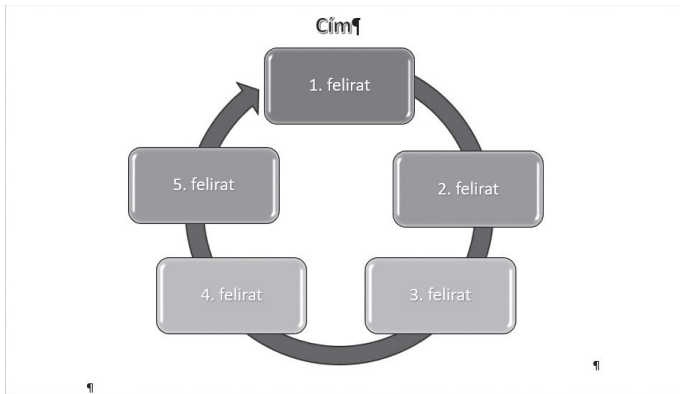 Cím¶
1. felirat
2. felirat
3. felirat
4. felirat
5. felirat
¶
¶